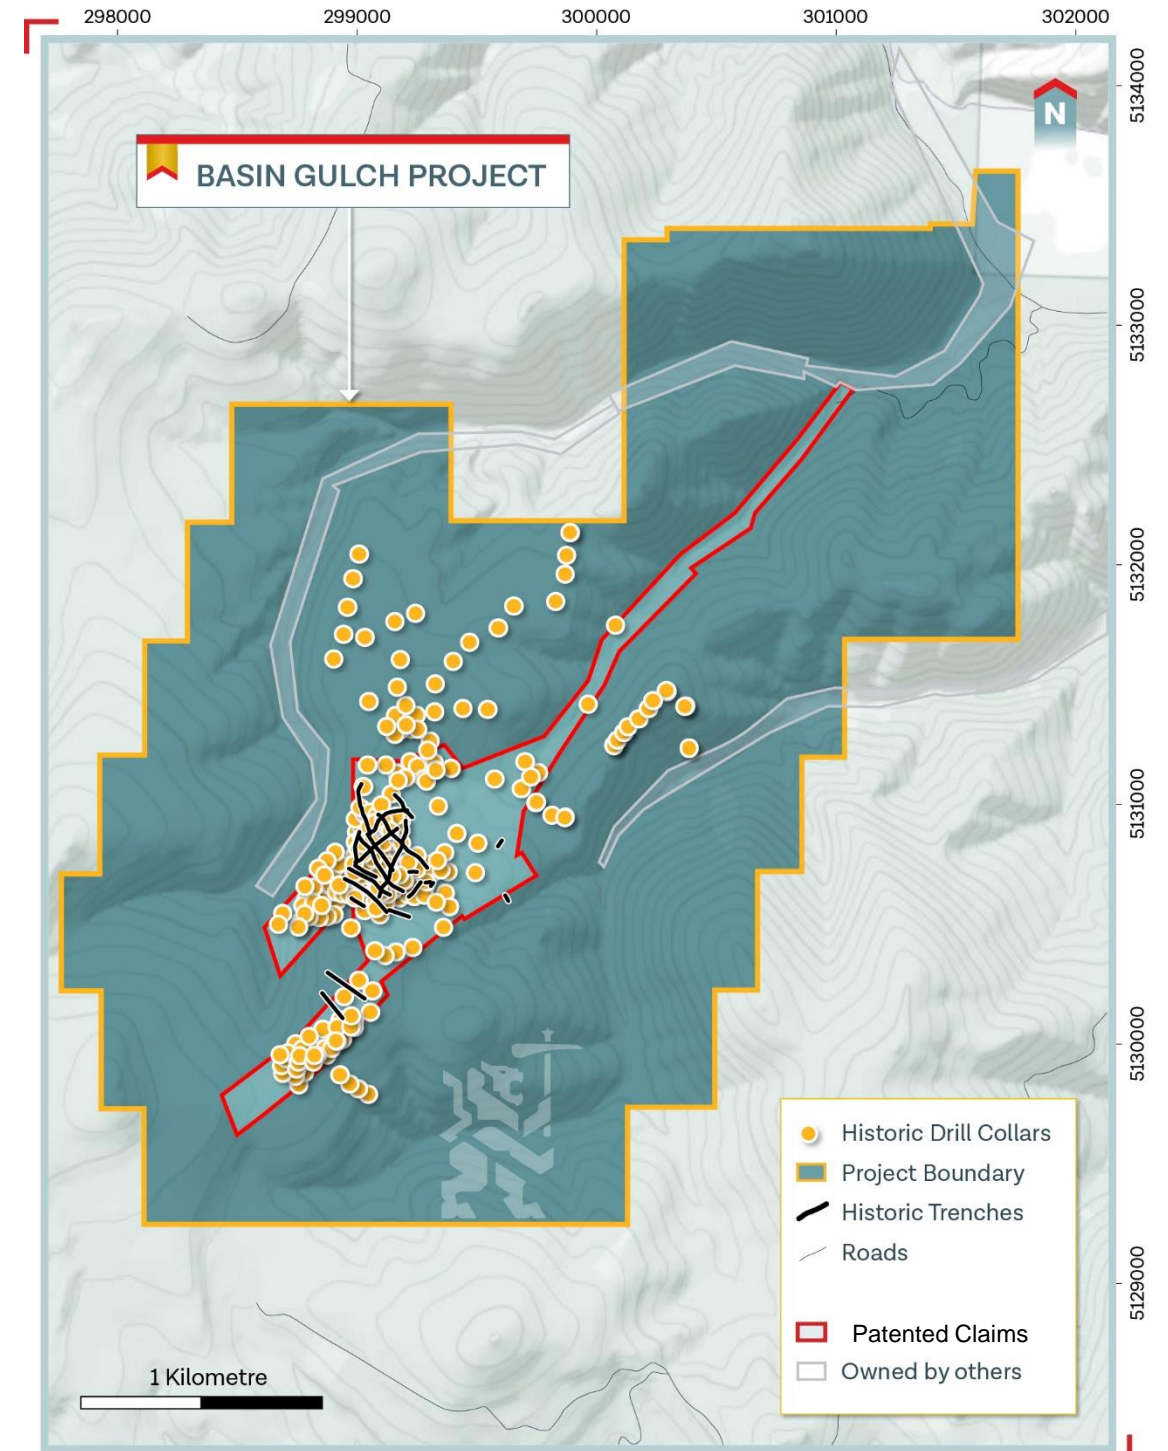 298000 299000 300000 301000 302000
5134000
N
BASIN GULCH PROJECT
5133000
5132000
5131000
5130000
Historic Drill Collars
Project Boundary
Historic Trenches
Roads
5129000
Patented Claims
Owned by others
1 Kilometre